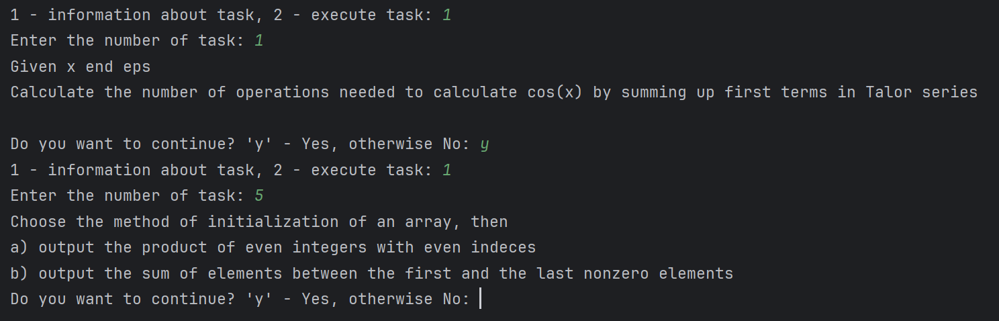 1 - information about task, 2 - execute task: 1
Enter the number of task: 1
Given x end eps
Calculate the number of operations needed to calculate cos(x) by summing up first terms in Talor series
Do you want to continue? 'y' - Yes, otherwise No: y
1 - information about task, 2 - execute task: 1
Enter the number of task: 5
Choose the method of initialization of an array, then
a) output the product of even integers with even indeces
b) output the sum of elements between the first and the last nonzero elements
Do you want to continue? 'y' - Yes, otherwise No: